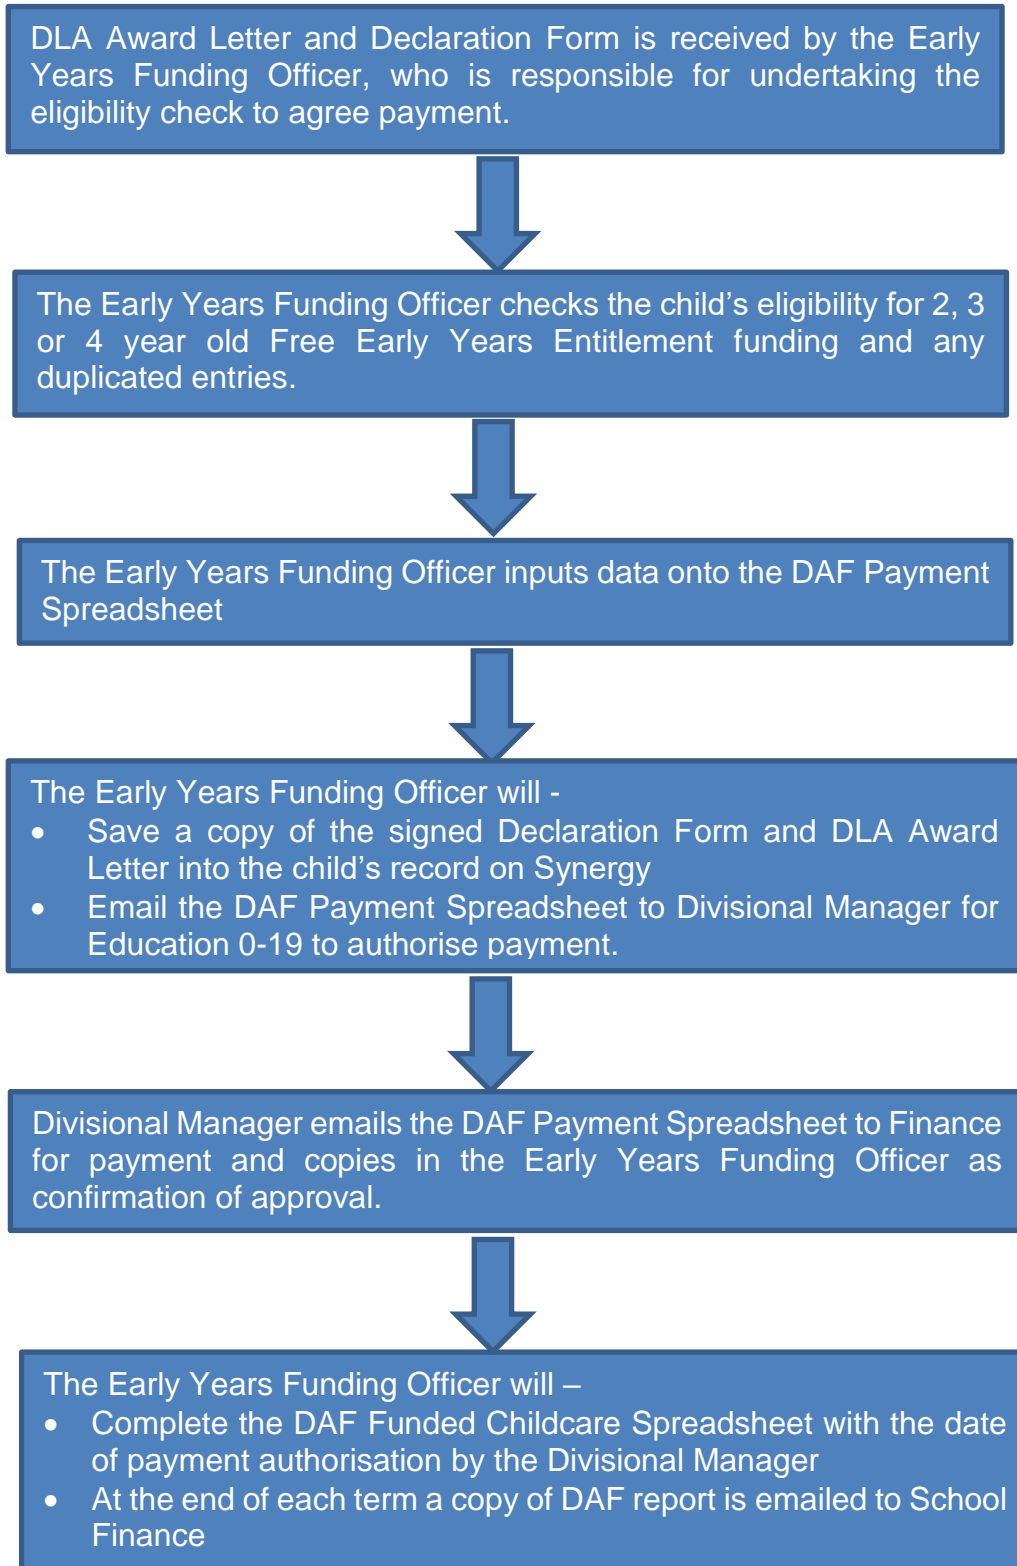 DLA Award Letter and Declaration Form is received by the Early
Years Funding Officer, who is responsible for undertaking the
eligibility check to agree payment.
The Early Years Funding Officer checks the child’s eligibility for 2, 3
or 4 year old Free Early Years Entitlement funding and any
duplicated entries.
The Early Years Funding Officer inputs data onto the DAF Payment
Spreadsheet
The Early Years Funding Officer will -
• Save a copy of the signed Declaration Form and DLA Award
Letter into the child’s record on Synergy
• Email the DAF Payment Spreadsheet to Divisional Manager for
Education 0-19 to authorise payment.
Divisional Manager emails the DAF Payment Spreadsheet to Finance
for payment and copies in the Early Years Funding Officer as
confirmation of approval.
The Early Years Funding Officer will –
• Complete the DAF Funded Childcare Spreadsheet with the date
of payment authorisation by the Divisional Manager
• At the end of each term a copy of DAF report is emailed to School
Finance